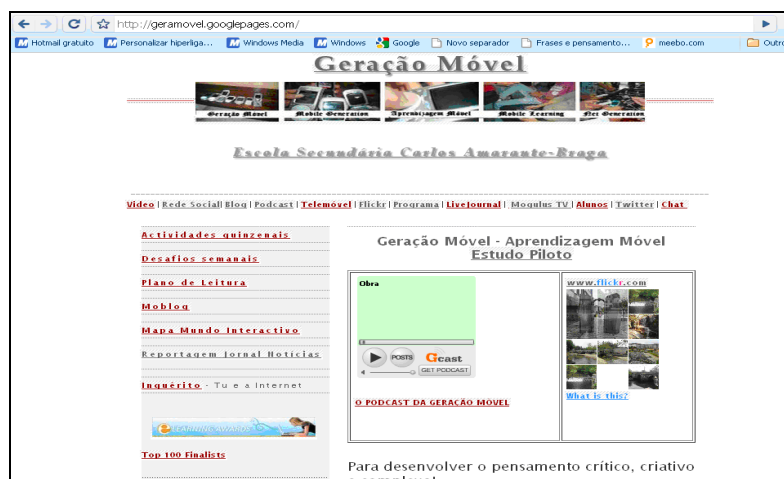 http://geramovel.googlepages.com/
Hotmail gratuito Personalizar hiperliga... Windows Media Windows Google Novo separador Frases e pensamento... meebo.com Outro
Geração Móvel
Geração Móvel Mobile Generation Aprendizagem Móvel Mobile Learning Net Generation
Escola Secundária Carlos Amarante-Braga
Video | Rede Social| Blog | Podcast | Telemóvel | Flickr | Programa | LiveJournal | Mogulus TV | Alunos | Twitter | Chat
Actividades quinzenais
Desafios semanais
Plano de Leitura
Moblog
Mapa Mundo Interactivo
Reportagem Jornal Notícias
Inquérito - Tu e a Internet
Top 100 Finalists
Geração Móvel - Aprendizagem Móvel
Estudo Piloto
Obra
POSTS
Gcast
GET PODCAST
O PODCAST DA GERACÃO MOVEL
www.flickr.com
What is this?
Para desenvolver o pensamento crítico, criativo